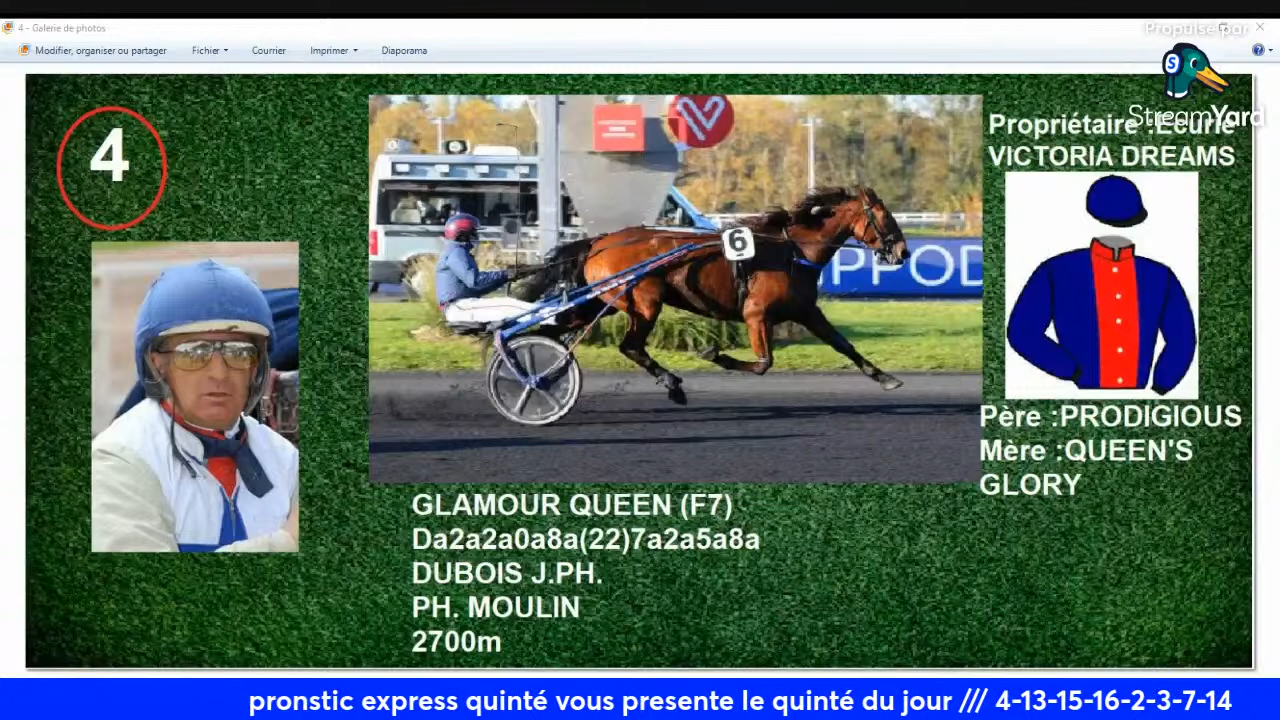 4 - Galerie de photos
Propulsé par
Modifier, organiser ou partager Fichier Courrier Imprimer Diaporama
S
StreamYard
4
Propriétaire :Ecurie
VICTORIA DREAMS
6
PPOD
Père :PRODIGIOUS
Mère :QUEEN'S
GLORY
GLAMOUR QUEEN (F7)
Da2a2a0a8a(22)7a2a5a8a
DUBOIS J.PH.
PH. MOULIN
2700m
pronstic express quinté vous presente le quinté du jour /// 4-13-15-16-2-3-7-14